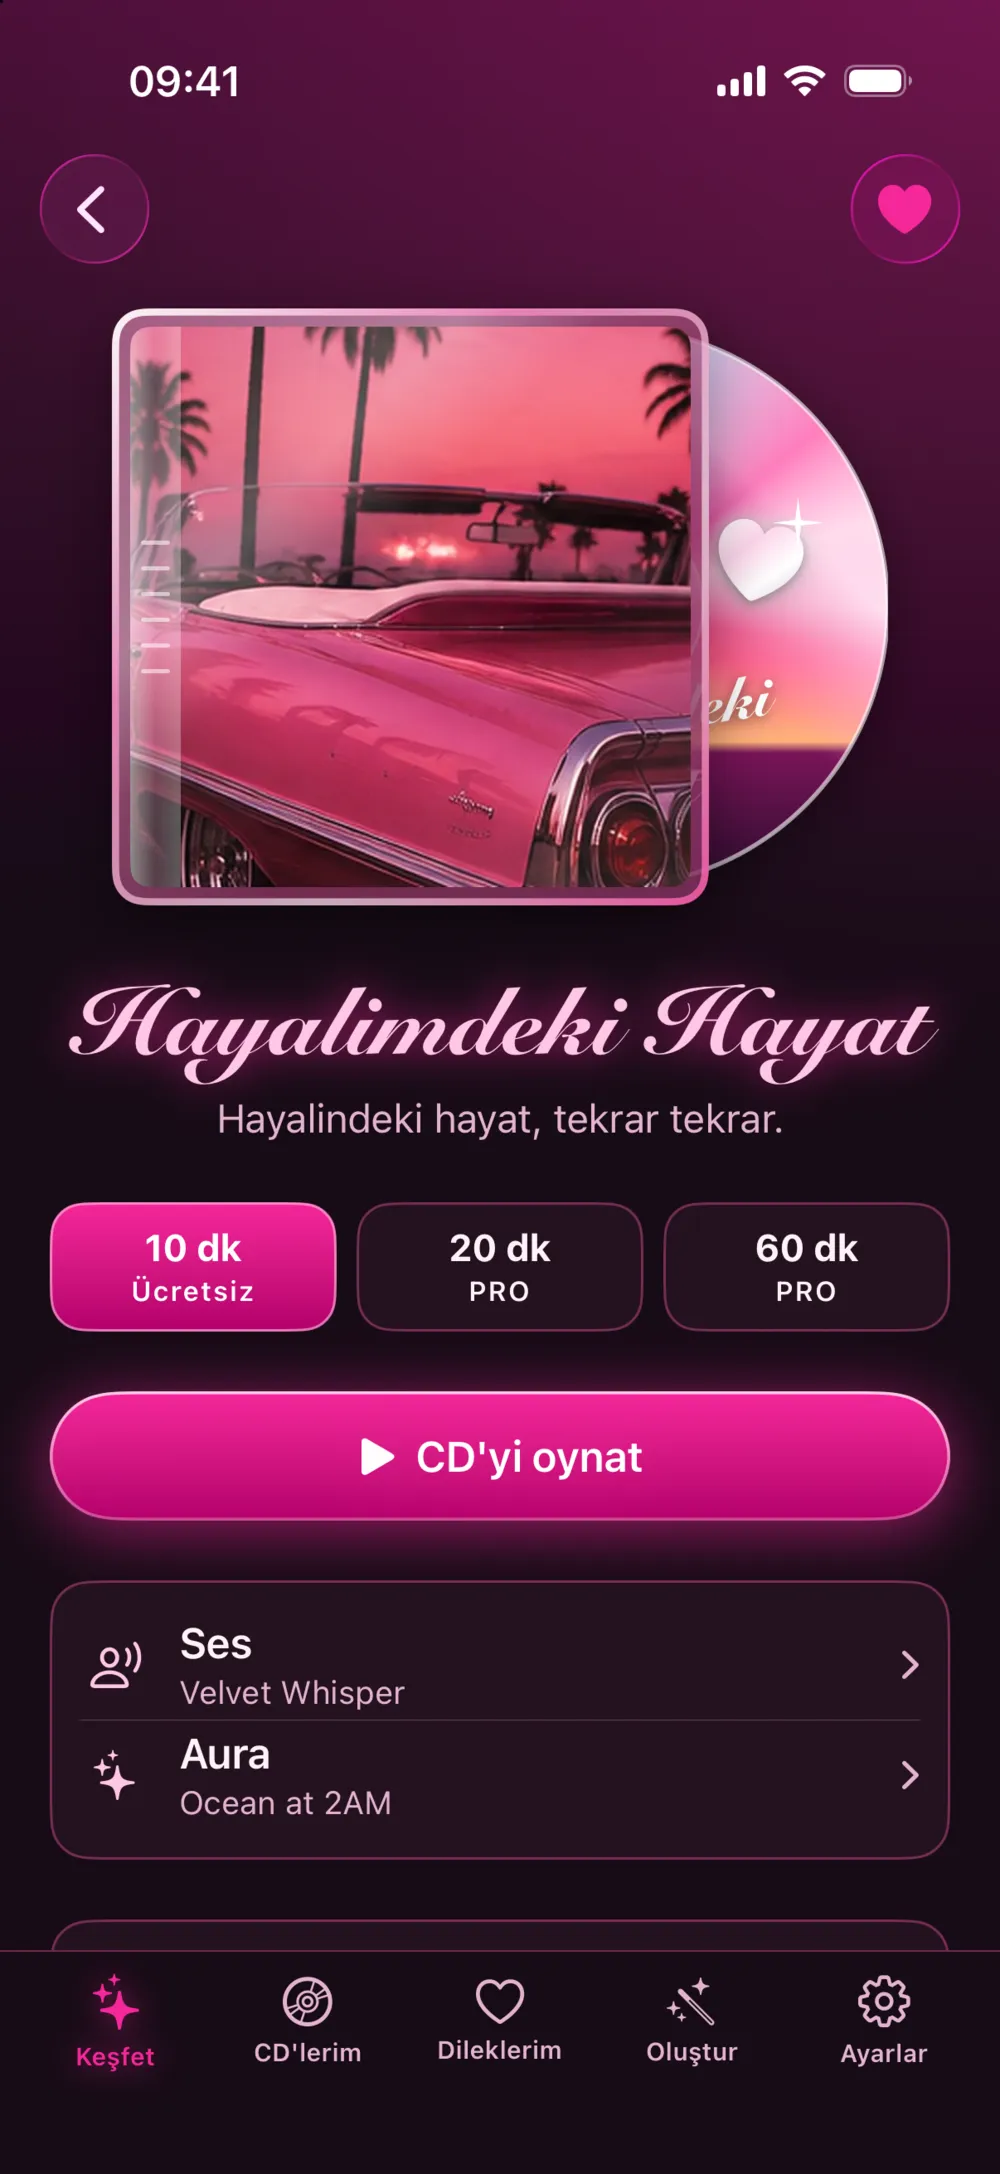 09:41
eki
Hayalimdeki Hayat
Hayalindeki hayat, tekrar tekrar.
10 dk
Ücretsiz
20 dk
PRO
60 dk
PRO
CD'yi oynat
Ses
Velvet Whisper
Aura
Ocean at 2AM
Keşfet
CD'lerim
Dileklerim
Oluştur
Ayarlar